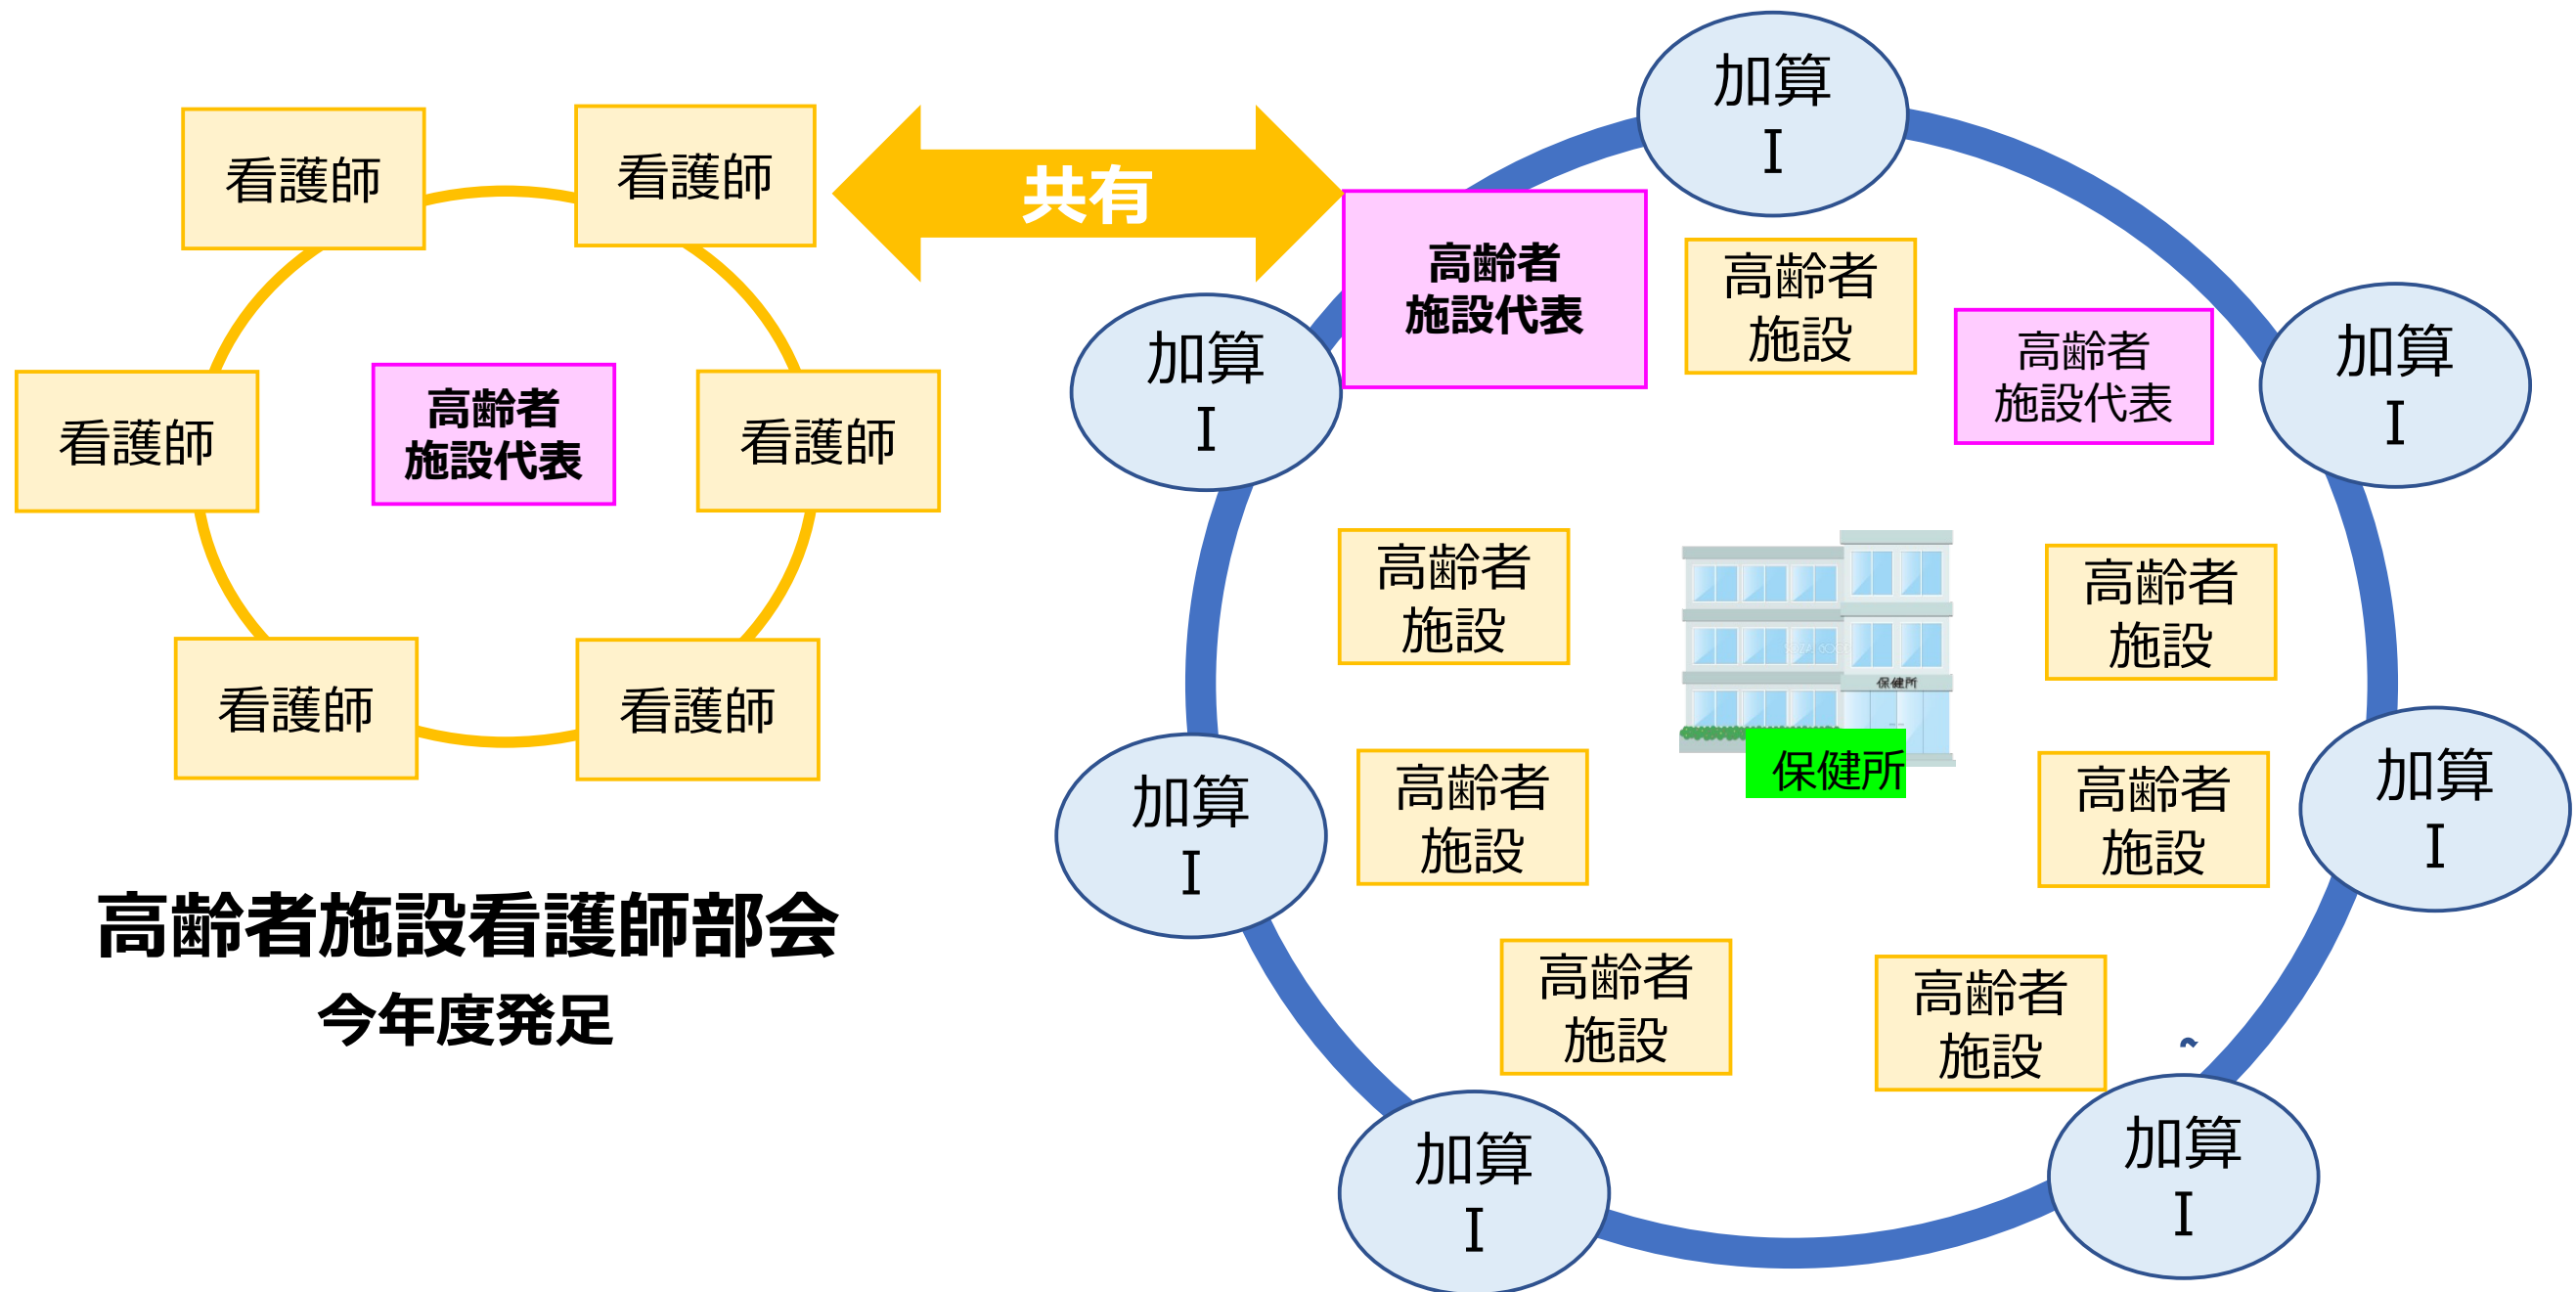 看護師
看護師
看護師
高齢者
施設代表
看護師
看護師
看護師
高齢者施設看護師部会
今年度発足
共有
加算
I
高齢者
施設代表
高齢者
施設
高齢者
施設代表
加算
I
加算
I
高齢者
施設
保健所
保健所
高齢者
施設
加算
I
高齢者
施設
高齢者
施設
加算
I
高齢者
施設
高齢者
施設
加算
I
加算
I